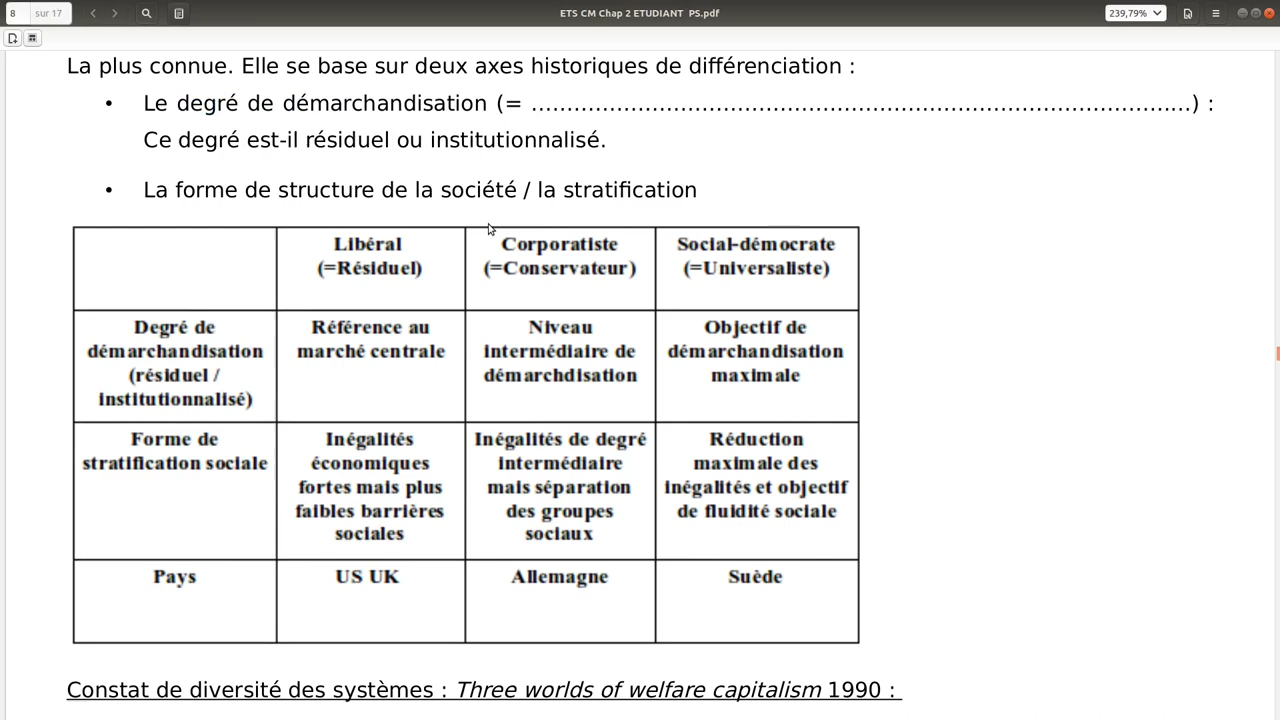 8 sur 17
ETS CM Chap 2 ETUDIANT PS.pdf
239,79%
La plus connue. Elle se base sur deux axes historiques de différenciation :
• Le degré de démarchandisation (= ………………………………………………………………………………...) :
Ce degré est-il résiduel ou institutionnalisé.
• La forme de structure de la société / la stratification
Libéral
(=Résiduel)
Corporatiste
(=Conservateur)
Social-démocrate
(=Universaliste)
Degré de
démarchandisation
(résiduel /
institutionnalisé)
Référence au
marché centrale
Niveau
intermédiaire de
démarchdisation
Objectif de
démarchandisation
maximale
Forme de
stratification sociale
Inégalités
économiques
fortes mais plus
faibles barrières
sociales
Inégalités de degré
intermédiaire
mais séparation
des groupes
sociaux
Réduction
maximale des
inégalités et objectif
de fluidité sociale
Pays
US UK
Allemagne
Suède
Constat de diversité des systèmes : Three worlds of welfare capitalism 1990 :